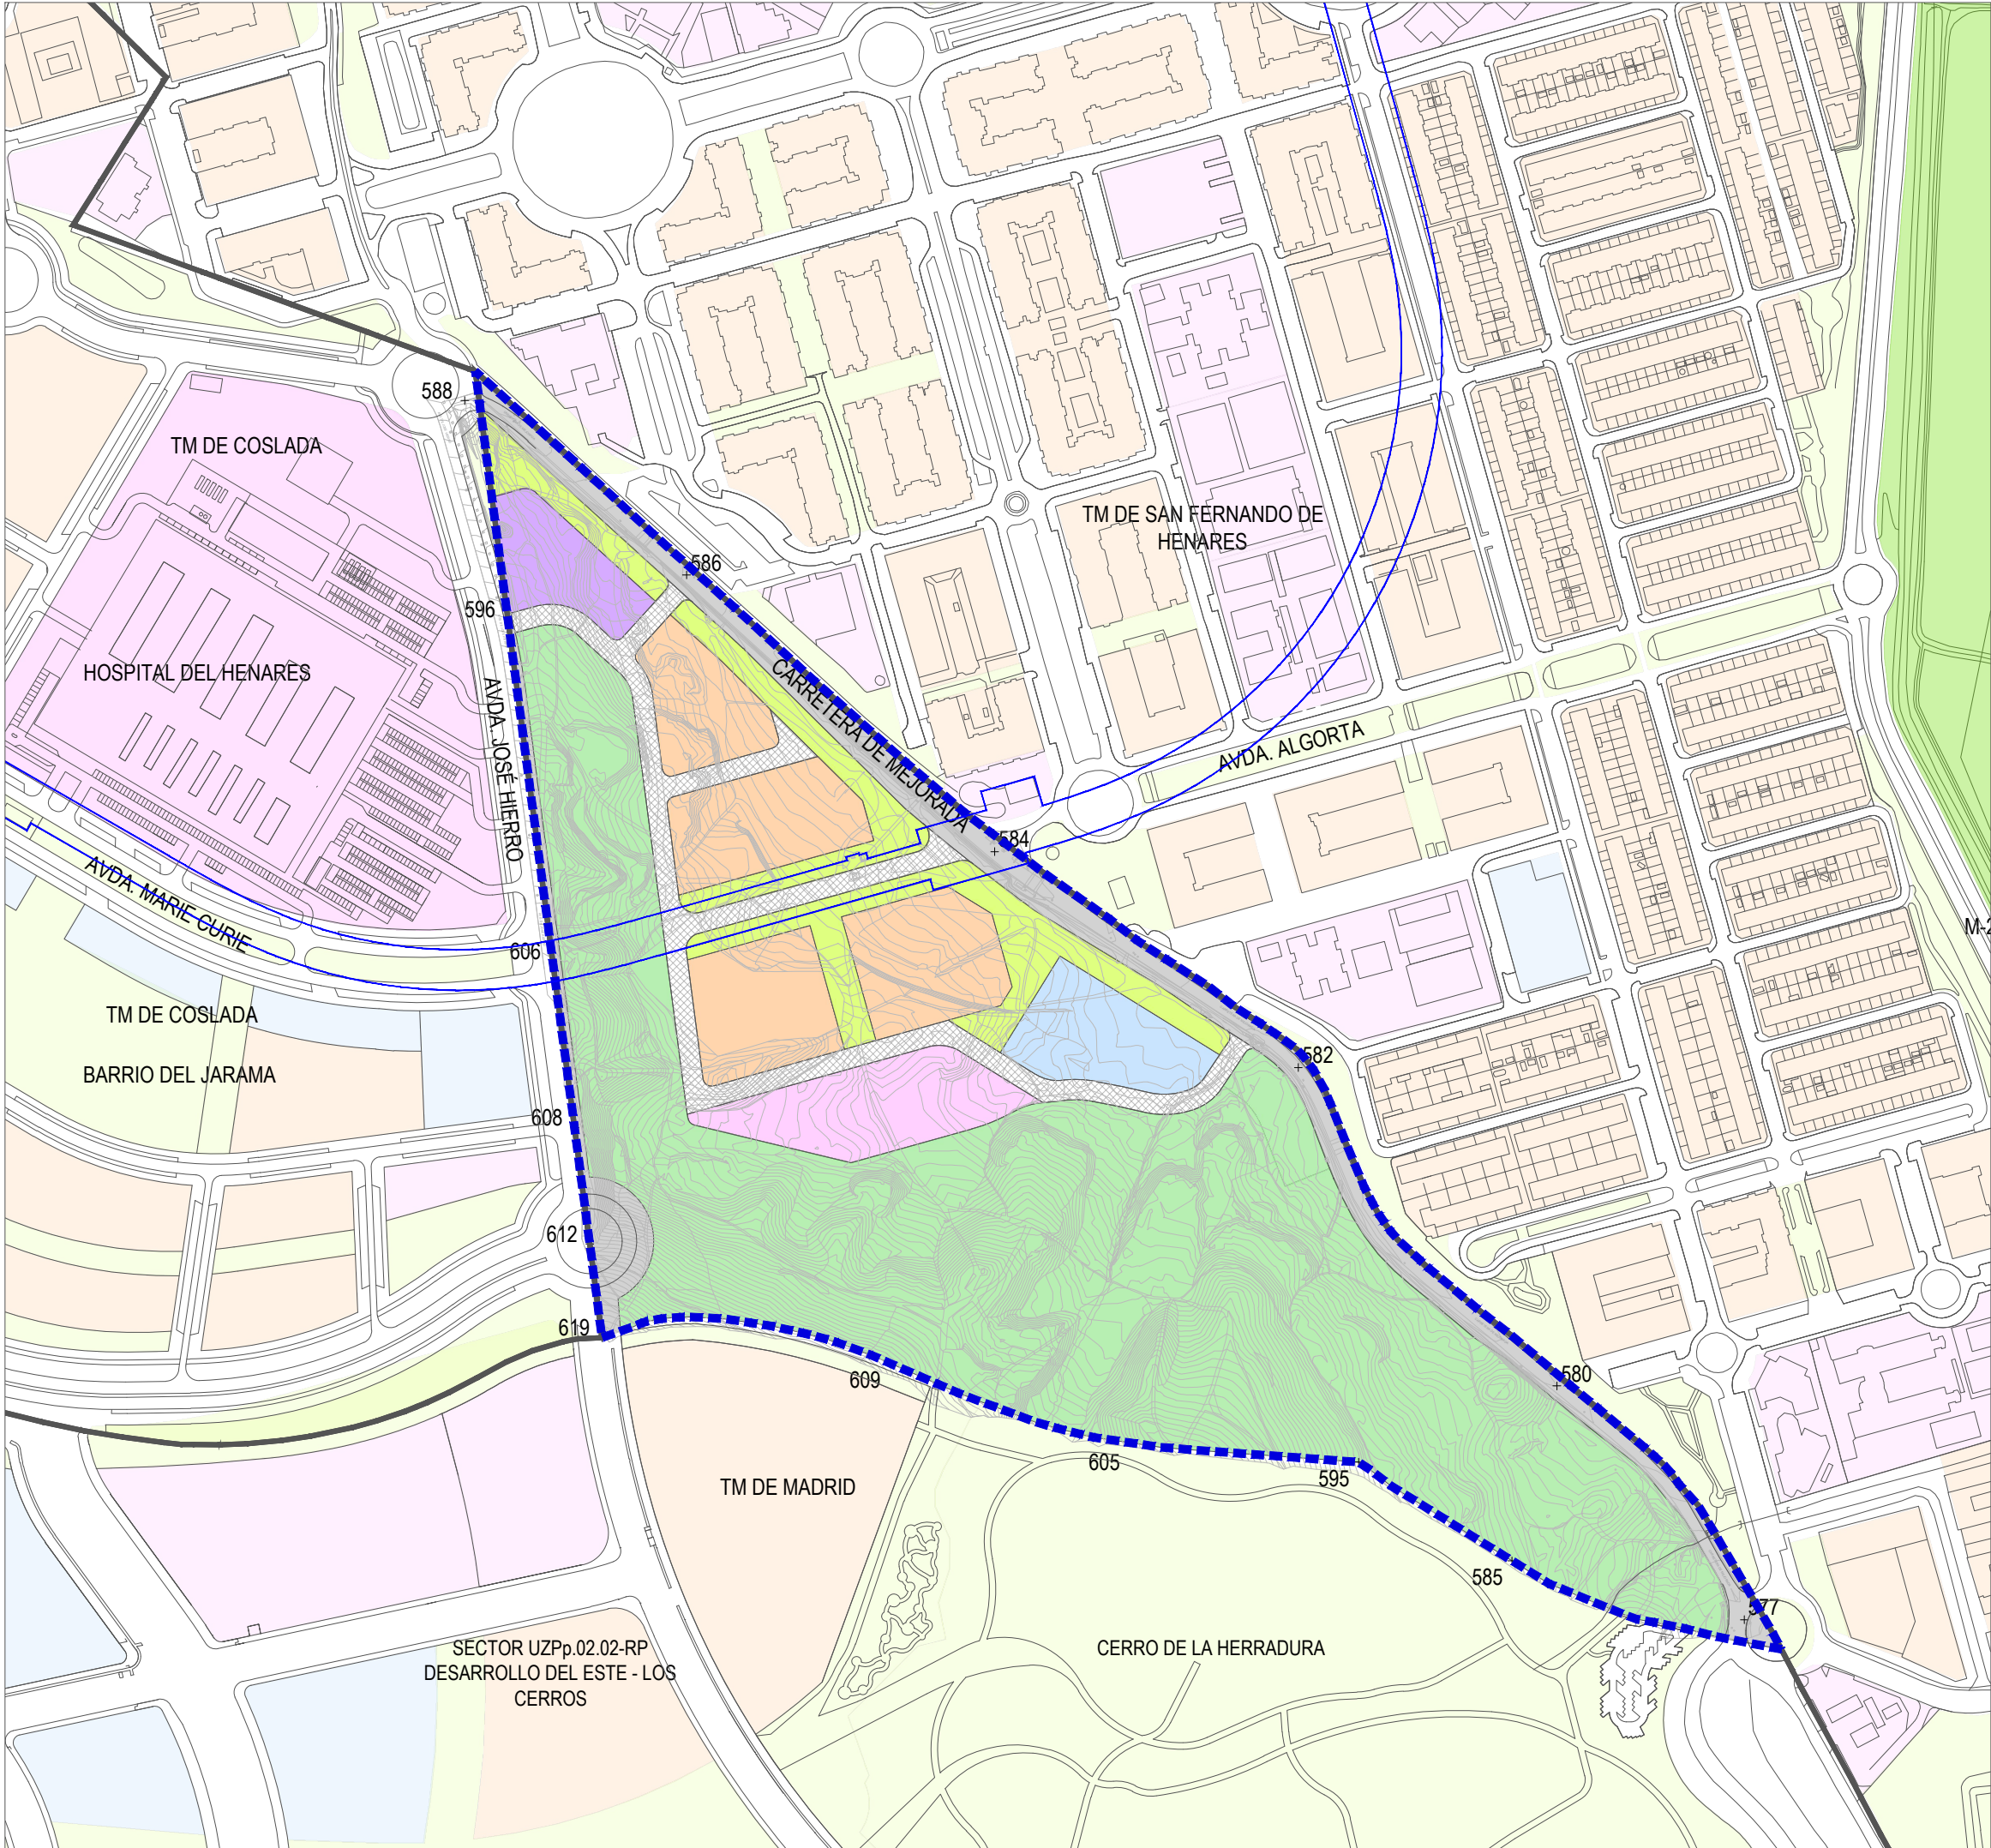 588
TM DE COSLADA
TM DE SAN FERNANDO DE
HENARES
586
596
HOSPITAL DEL HENARES
AVDA. JOSÉ HIERRO
CARRETERA DE MEJORADA
AVDA. ALGORTA
584
AVDA. MARIE CURIE
606
M-2
TM DE COSLADA
582
BARRIO DEL JARAMA
608
612
619
609
580
605
595
TM DE MADRID
585
577
SECTOR UZPp.02.02-RP
DESARROLLO DEL ESTE - LOS
CERROS
CERRO DE LA HERRADURA